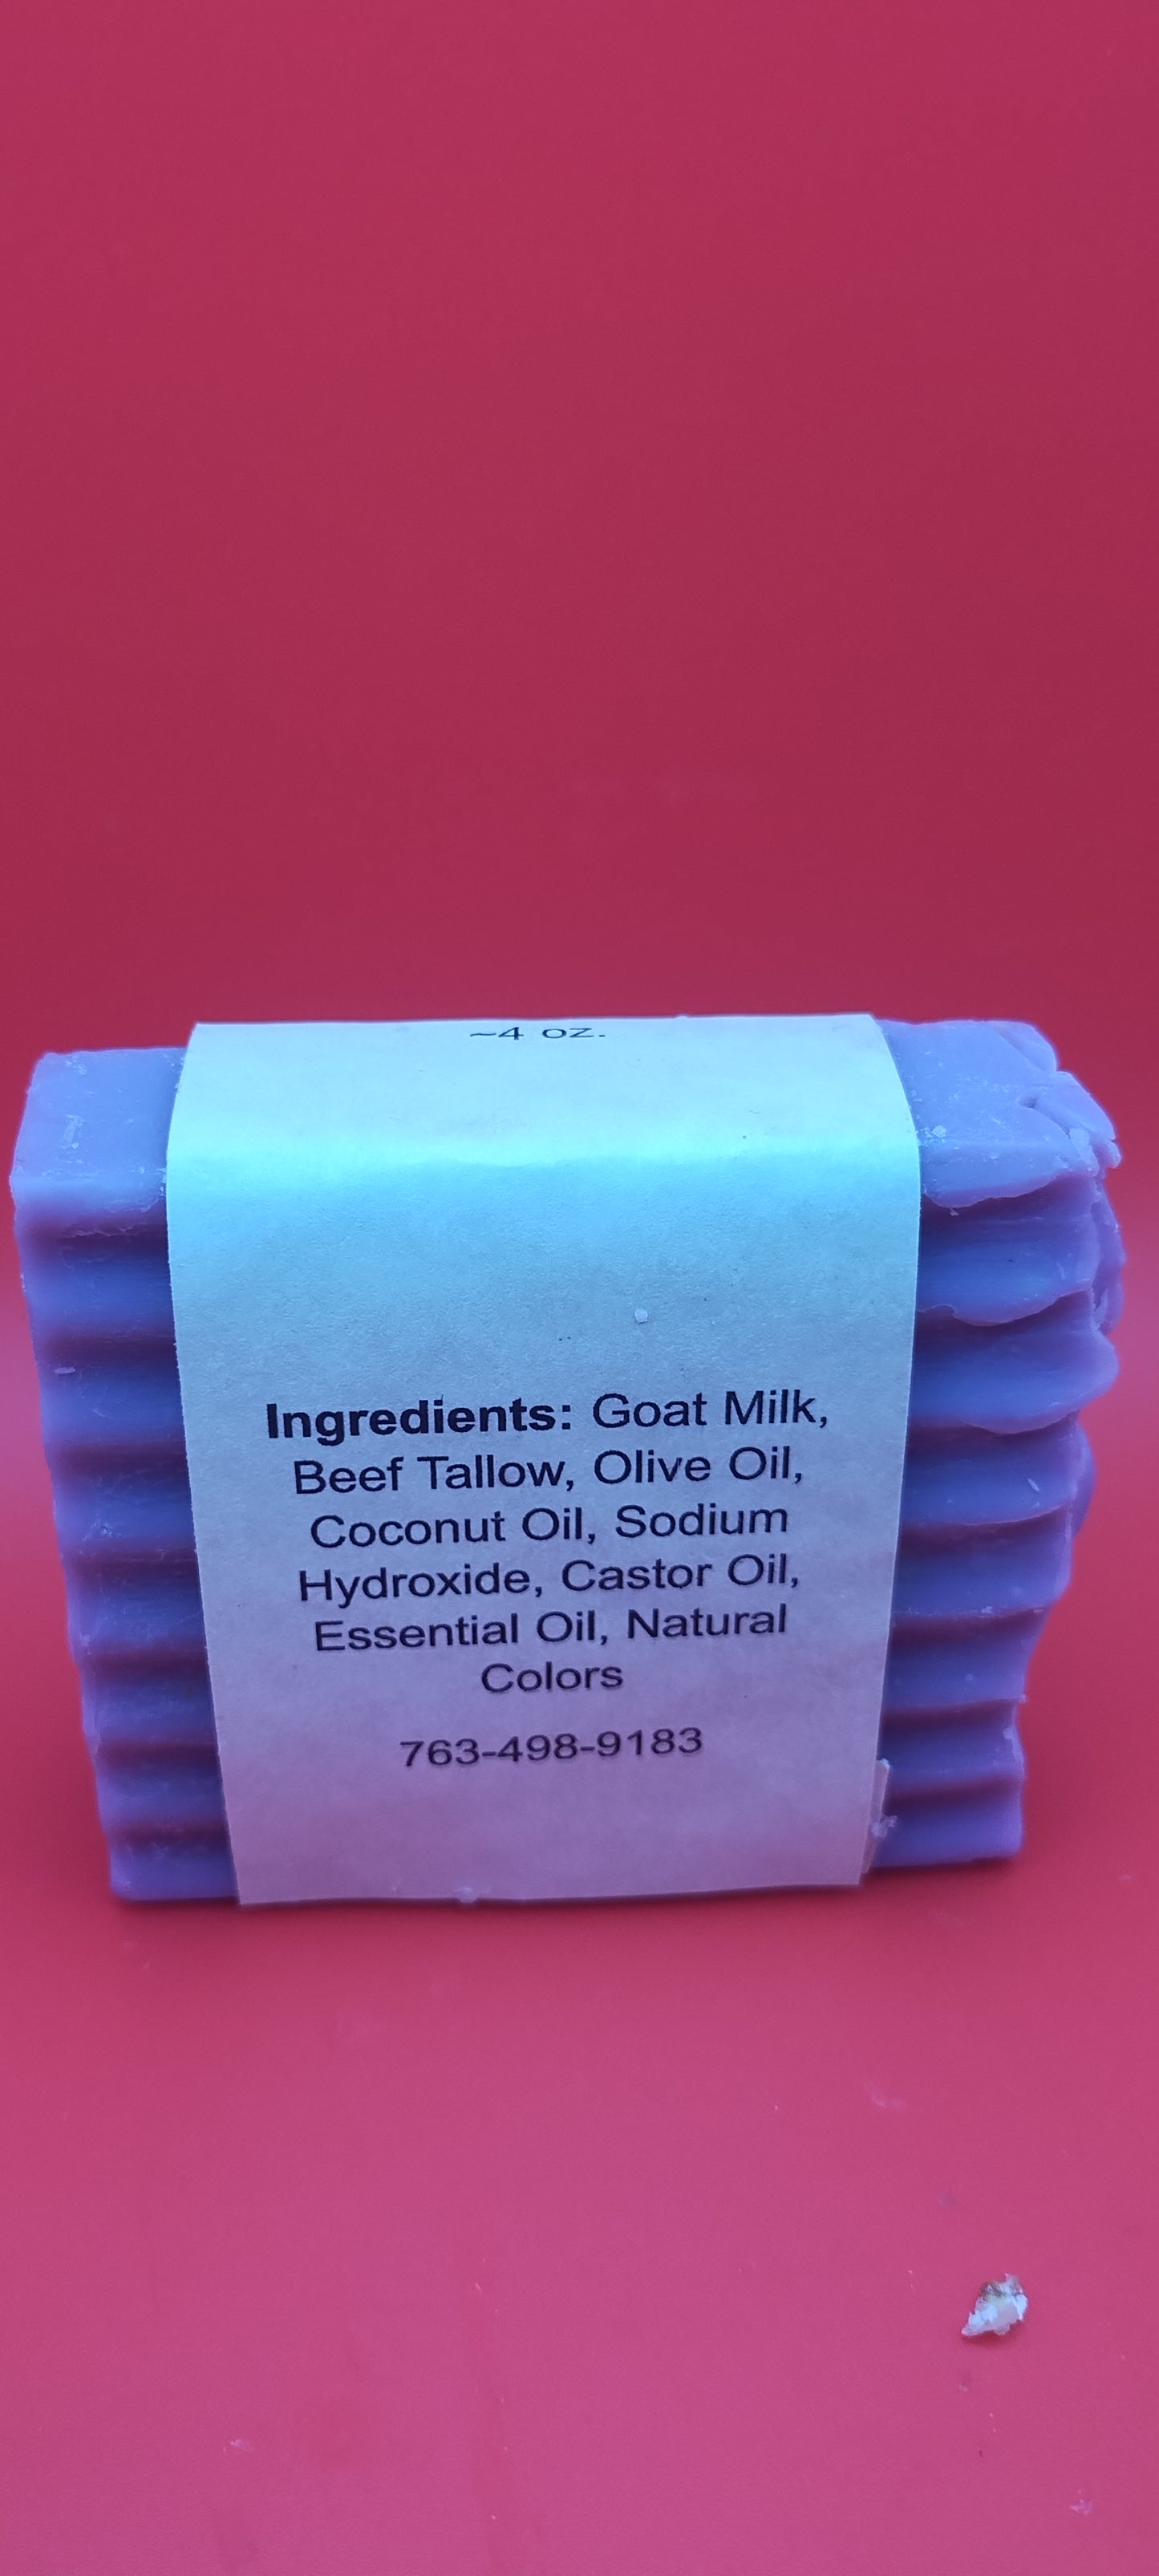 ~4 oz.
Ingredients: Goat Milk,
Beef Tallow, Olive Oil,
Coconut Oil, Sodium
Hydroxide, Castor Oil,
Essential Oil, Natural
Colors
763-498-9183